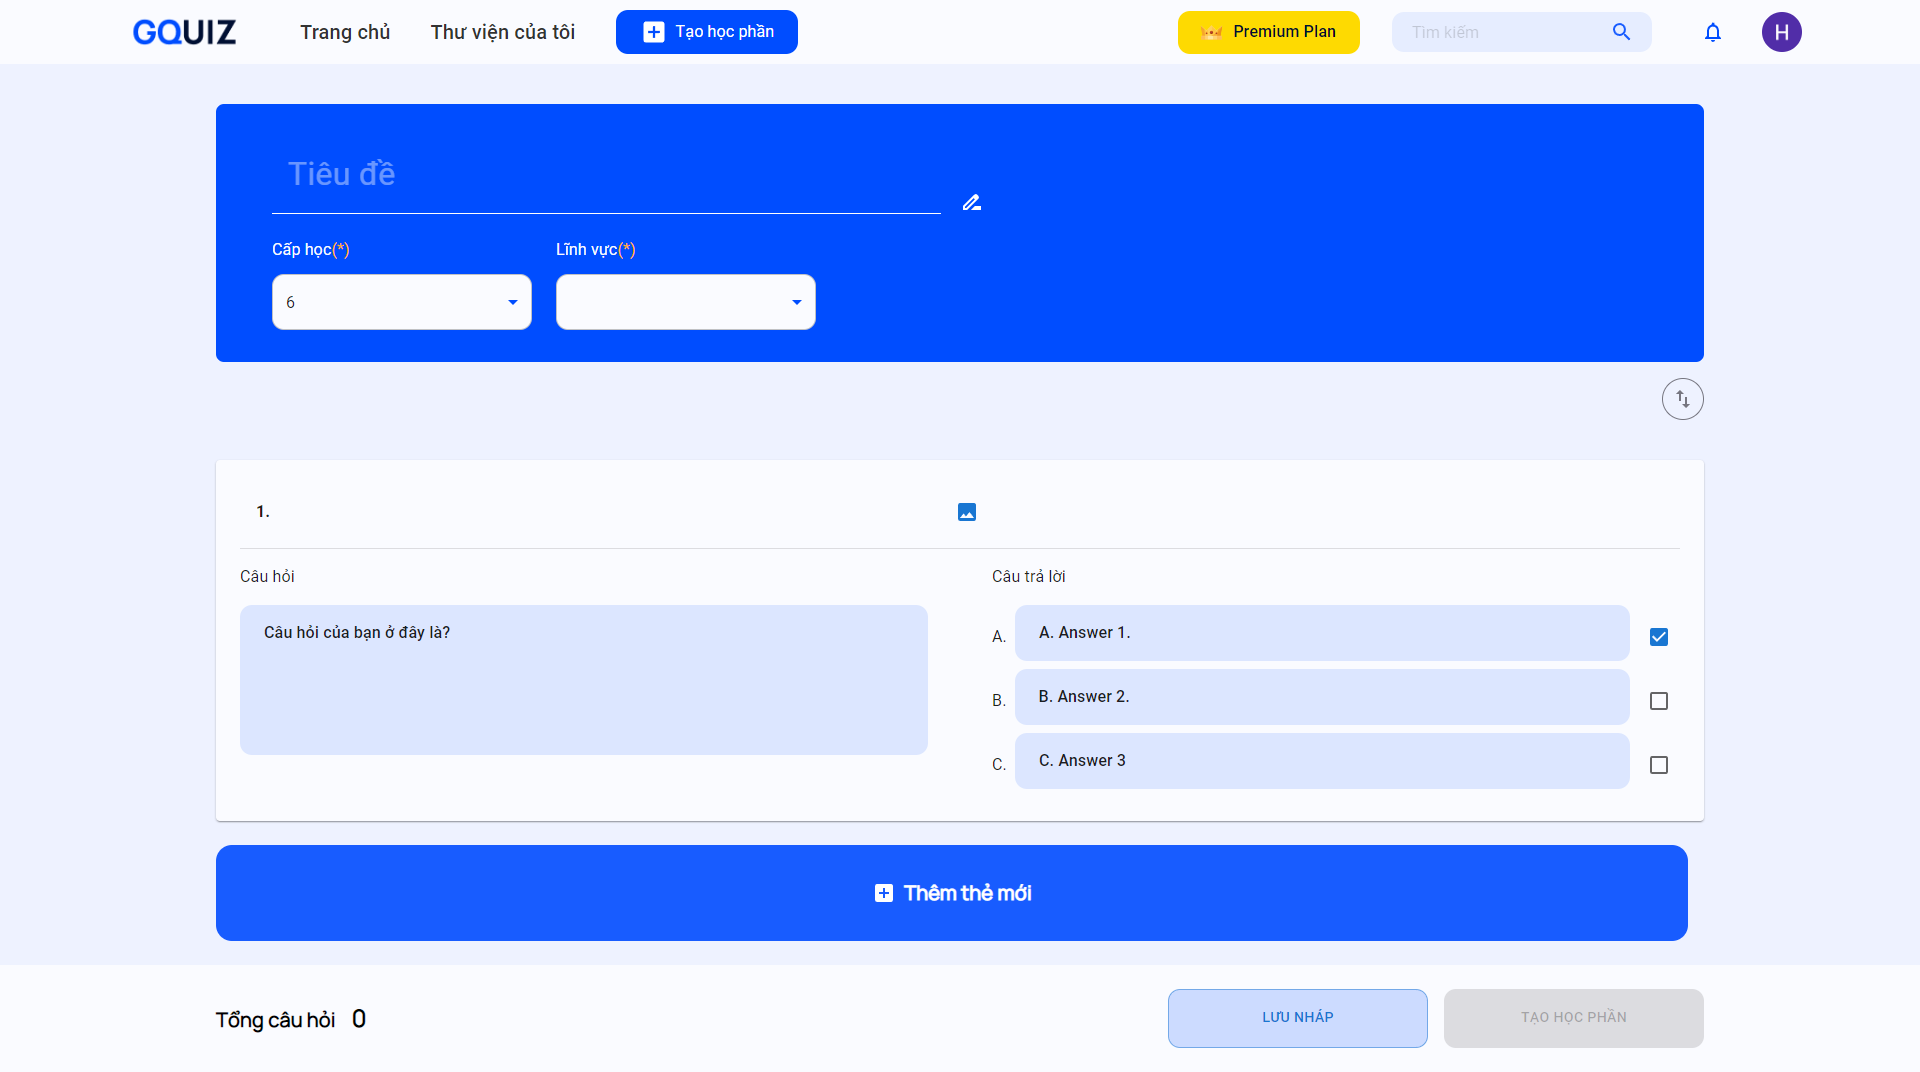 GQUIZ
Trang chủ
Thư viện của tôi
Tạo học phần
Premium Plan
Tìm kiếm
H
Tiêu đề
Cấp học(*)
Lĩnh vực(*)
6
1.
Câu hỏi
Câu trả lời
Câu hỏi của bạn ở đây là?
A. A. Answer 1.
B. B. Answer 2.
C. C. Answer 3
Thêm thẻ mới
Tổng câu hỏi 0
LƯU NHÁP
TẠO HỌC PHẦN